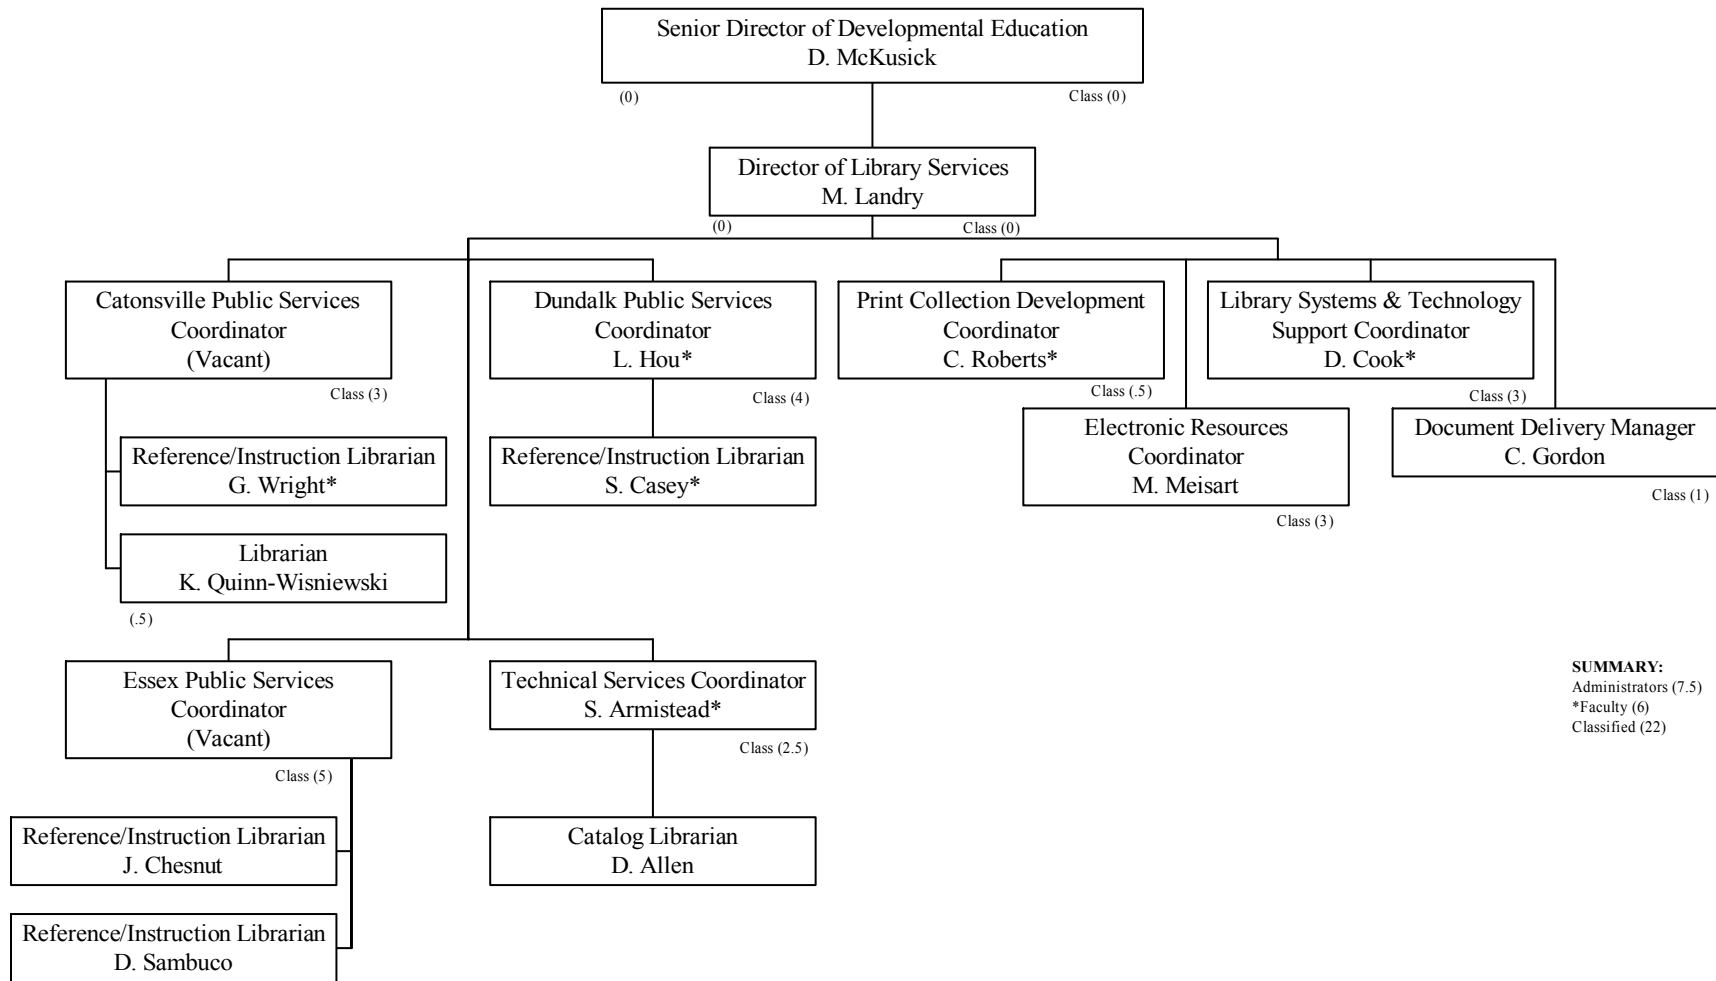 Senior Director of Developmental Education
D. McKusick
(0)
Class (0)
Director of Library Services
M. Landry
(0)
Class (0)
Catonsville Public Services
Coordinator
(Vacant)
Class (3)
Reference/Instruction Librarian
G. Wright*
Librarian
K. Quinn-Wisniewski
(.5)
Dundalk Public Services
Coordinator
L. Hou*
Class (4)
Reference/Instruction Librarian
S. Casey*
Print Collection Development
Coordinator
C. Roberts*
Class (.5)
Electronic Resources
Coordinator
M. Meisart
Class (3)
Library Systems & Technology
Support Coordinator
D. Cook*
Class (3)
Document Delivery Manager
C. Gordon
Class (1)
Essex Public Services
Coordinator
(Vacant)
Class (5)
Reference/Instruction Librarian
J. Chesnut
Reference/Instruction Librarian
D. Sambuco
Technical Services Coordinator
S. Armistead*
Class (2.5)
Catalog Librarian
D. Allen
SUMMARY:
Administrators (7.5)
*Faculty (6)
Classified (22)